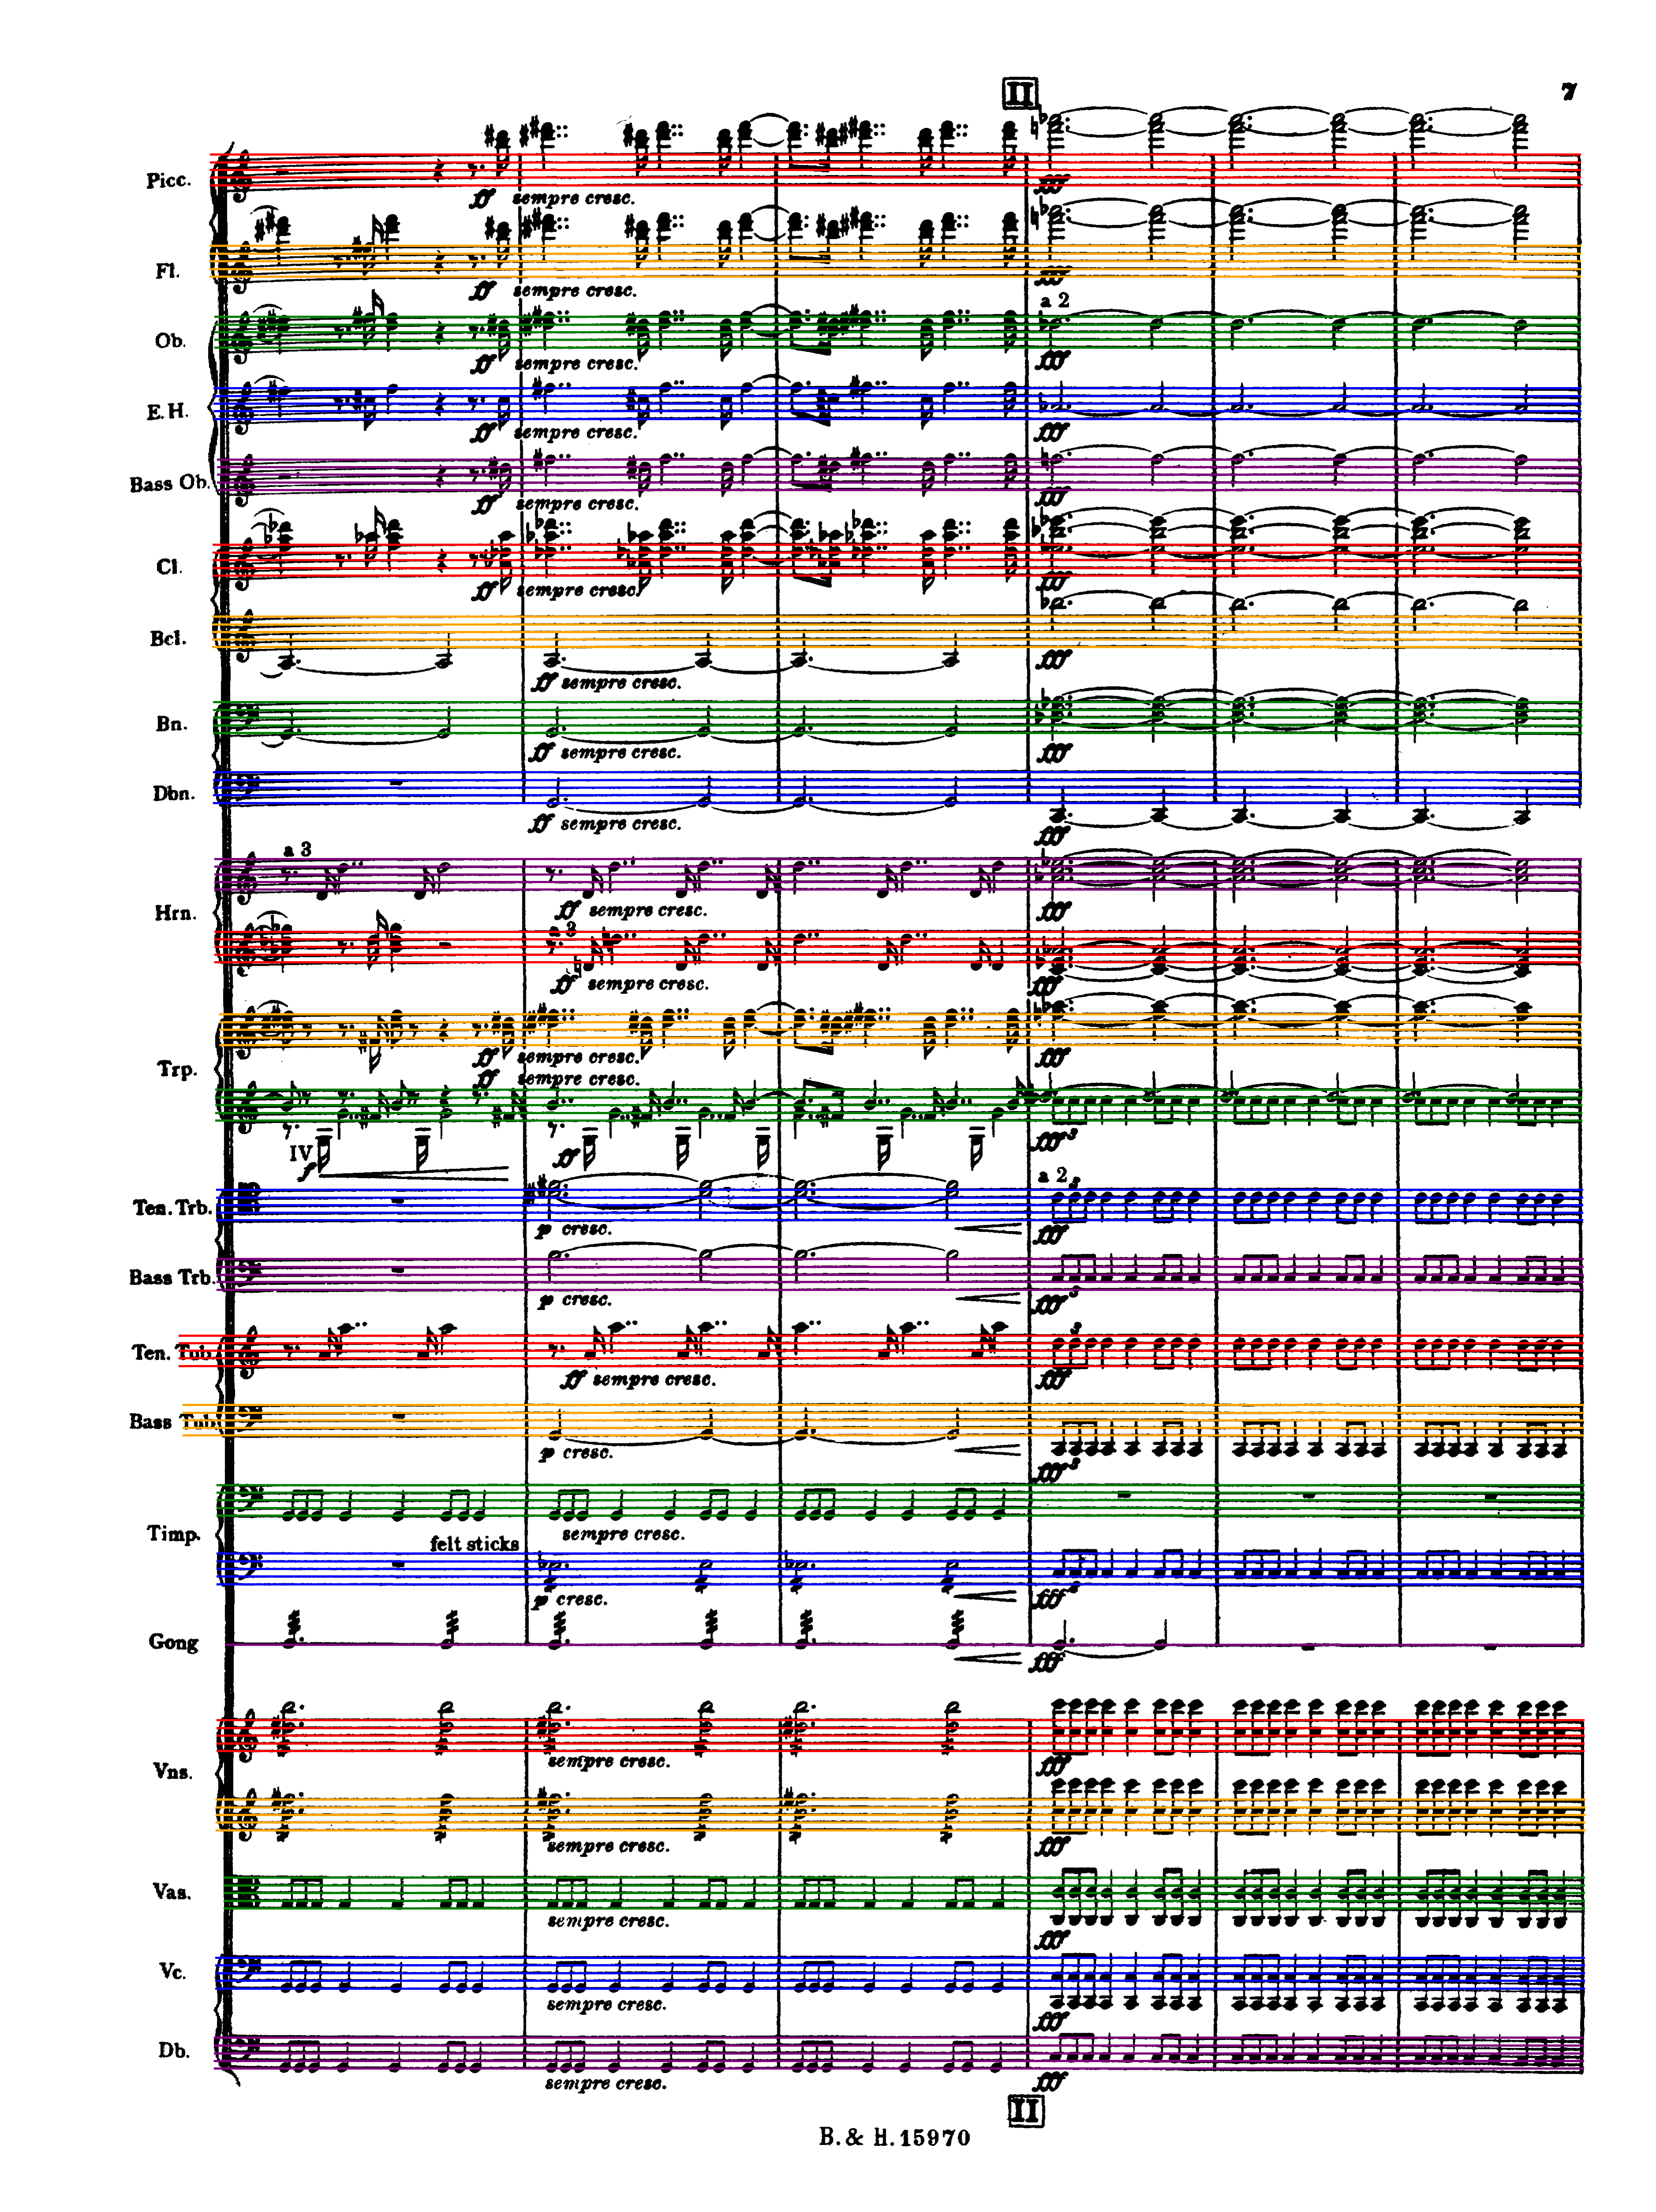 II
7
Picc.
ff sempre cresc.
fff
Fl.
ff sempre cresc.
fff
a 2
Ob.
ff sempre cresc.
fff
E. H.
ff sempre cresc.
fff
Bass Ob.
ff sempre cresc.
fff
Cl.
ff sempre cresc.
fff
Bcl.
fff
ff sempre cresc.
Bn.
ff sempre cresc.
fff
Dbn.
ff sempre cresc.
fff
a 3
Hrn.
ff sempre cresc.
fff
3
ff sempre cresc.
fff
Trp.
ff sempre cresc.
fff
ff sempre cresc.
IV
f
ff
fff 3
a 2 3
Ten. Trb.
p cresc.
fff
Bass Trb.
p cresc.
fff 3
3
Ten. Tub.
ff sempre cresc.
fff
Bass Tub.
p cresc.
fff 3
Timp.
sempre cresc.
felt sticks
p cresc.
fff
Gong
fff
Vns.
sempre cresc.
fff
sempre cresc.
fff
Vas.
sempre cresc.
fff
Vc.
sempre cresc.
fff
Db.
sempre cresc.
fff
II
B. & H. 15970